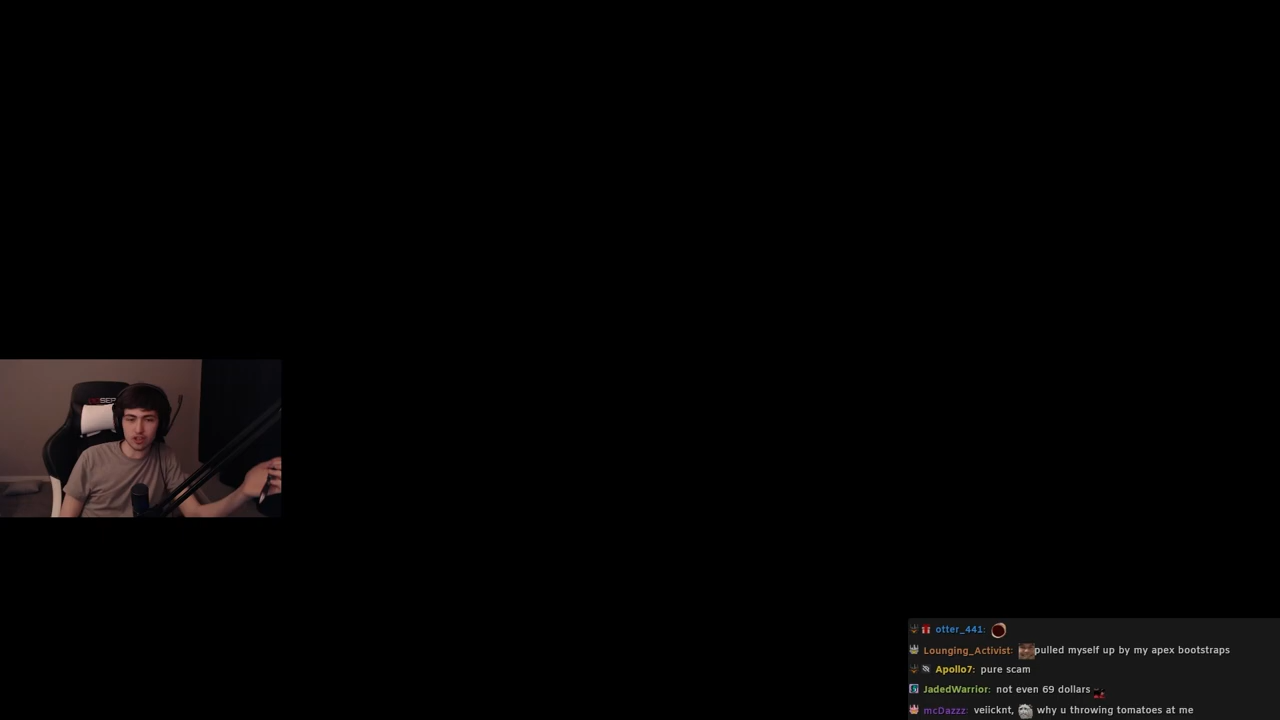 otter_441:
Lounging_Activist: pulled myself up by my apex bootstraps
Apollo7: pure scam
JadedWarrior: not even 69 dollars
mcDazzz: veiicknt, why u throwing tomatoes at me